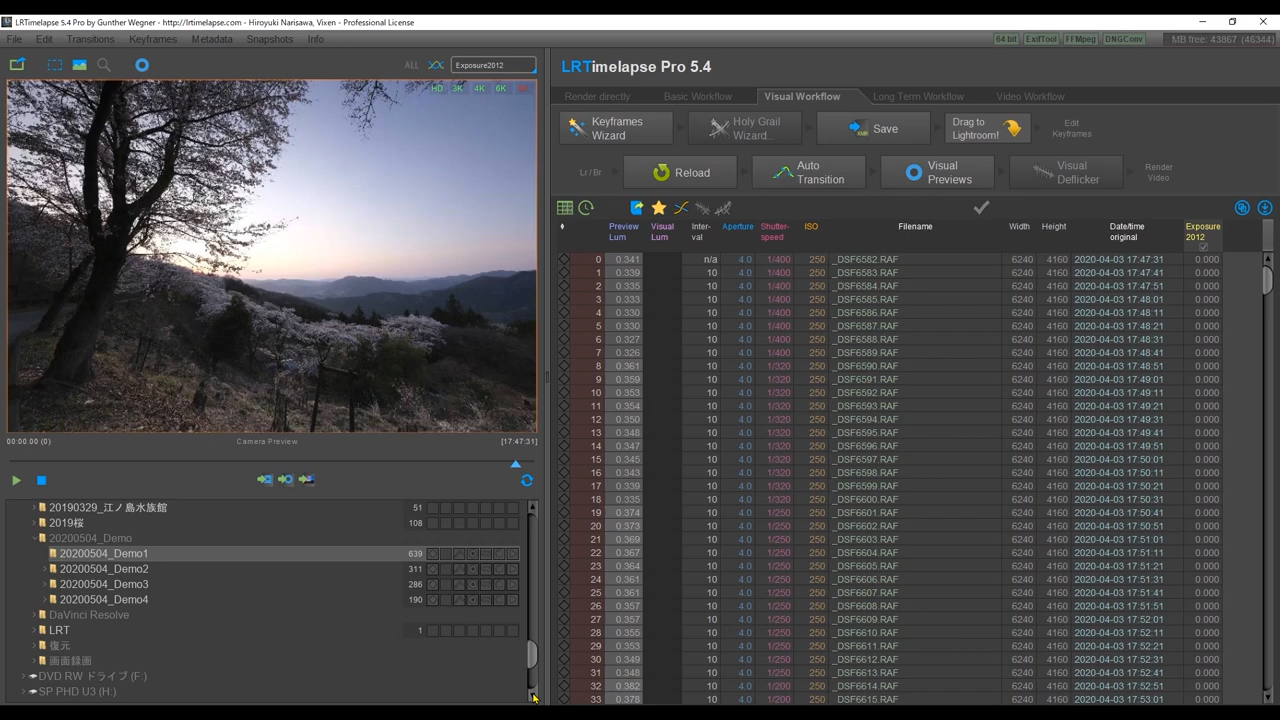 LRTimelapse 5.4 Pro by Gunther Wegner - http://lrtimelapse.com - Hiroyuki Narisawa, Vixen - Professional License
File Edit Transitions Keyframes Metadata Snapshots Info
64 bit ExifTool FFMpeg DNGConv MB free: 43867 (46344)
ALL Exposure2012
HD 3K 4K 6K
00:00.00 (0) Camera Preview [17:47:31]
20190329_江ノ島水族館 51
2019桜 108
20200504_Demo
20200504_Demo1 639
20200504_Demo2 311
20200504_Demo3 286
20200504_Demo4 190
DaVinci Resolve
LRT 1
復元
画面録画
DVD RW ドライブ (F:)
SP PHD U3 (H:)
LRTimelapse Pro 5.4
Render directly Basic Workflow Visual Workflow Long Term Workflow Video Workflow
Keyframes
Wizard
Holy Grail
Wizard...
Save
Drag to
Lightroom!
Edit
Keyframes
Lr / Br
Reload
Auto
Transition
Visual
Previews
Visual
Deflicker
Render
Video
Preview
Lum
Visual
Lum
Inter-
val
Aperture
Shutter-
speed
ISO
Filename
Width
Height
Date/time
original
Exposure
2012
0 0.341 n/a 4.0 1/400 250 _DSF6582.RAF 6240 4160 2020-04-03 17:47:31 0.000
1 0.339 10 4.0 1/400 250 _DSF6583.RAF 6240 4160 2020-04-03 17:47:41 0.000
2 0.335 10 4.0 1/400 250 _DSF6584.RAF 6240 4160 2020-04-03 17:47:51 0.000
3 0.333 10 4.0 1/400 250 _DSF6585.RAF 6240 4160 2020-04-03 17:48:01 0.000
4 0.330 10 4.0 1/400 250 _DSF6586.RAF 6240 4160 2020-04-03 17:48:11 0.000
5 0.330 10 4.0 1/400 250 _DSF6587.RAF 6240 4160 2020-04-03 17:48:21 0.000
6 0.327 10 4.0 1/400 250 _DSF6588.RAF 6240 4160 2020-04-03 17:48:31 0.000
7 0.326 10 4.0 1/400 250 _DSF6589.RAF 6240 4160 2020-04-03 17:48:41 0.000
8 0.361 10 4.0 1/320 250 _DSF6590.RAF 6240 4160 2020-04-03 17:48:51 0.000
9 0.359 10 4.0 1/320 250 _DSF6591.RAF 6240 4160 2020-04-03 17:49:01 0.000
10 0.353 10 4.0 1/320 250 _DSF6592.RAF 6240 4160 2020-04-03 17:49:11 0.000
11 0.354 10 4.0 1/320 250 _DSF6593.RAF 6240 4160 2020-04-03 17:49:21 0.000
12 0.350 10 4.0 1/320 250 _DSF6594.RAF 6240 4160 2020-04-03 17:49:31 0.000
13 0.348 10 4.0 1/320 250 _DSF6595.RAF 6240 4160 2020-04-03 17:49:41 0.000
14 0.347 10 4.0 1/320 250 _DSF6596.RAF 6240 4160 2020-04-03 17:49:51 0.000
15 0.345 10 4.0 1/320 250 _DSF6597.RAF 6240 4160 2020-04-03 17:50:01 0.000
16 0.343 10 4.0 1/320 250 _DSF6598.RAF 6240 4160 2020-04-03 17:50:11 0.000
17 0.339 10 4.0 1/320 250 _DSF6599.RAF 6240 4160 2020-04-03 17:50:21 0.000
18 0.335 10 4.0 1/320 250 _DSF6600.RAF 6240 4160 2020-04-03 17:50:31 0.000
19 0.374 10 4.0 1/250 250 _DSF6601.RAF 6240 4160 2020-04-03 17:50:41 0.000
20 0.373 10 4.0 1/250 250 _DSF6602.RAF 6240 4160 2020-04-03 17:50:51 0.000
21 0.369 10 4.0 1/250 250 _DSF6603.RAF 6240 4160 2020-04-03 17:51:01 0.000
22 0.367 10 4.0 1/250 250 _DSF6604.RAF 6240 4160 2020-04-03 17:51:11 0.000
23 0.364 10 4.0 1/250 250 _DSF6605.RAF 6240 4160 2020-04-03 17:51:21 0.000
24 0.361 10 4.0 1/250 250 _DSF6606.RAF 6240 4160 2020-04-03 17:51:31 0.000
25 0.361 10 4.0 1/250 250 _DSF6607.RAF 6240 4160 2020-04-03 17:51:41 0.000
26 0.357 10 4.0 1/250 250 _DSF6608.RAF 6240 4160 2020-04-03 17:51:51 0.000
27 0.357 10 4.0 1/250 250 _DSF6609.RAF 6240 4160 2020-04-03 17:52:01 0.000
28 0.355 10 4.0 1/250 250 _DSF6610.RAF 6240 4160 2020-04-03 17:52:11 0.000
29 0.353 10 4.0 1/250 250 _DSF6611.RAF 6240 4160 2020-04-03 17:52:21 0.000
30 0.349 10 4.0 1/250 250 _DSF6612.RAF 6240 4160 2020-04-03 17:52:31 0.000
31 0.348 10 4.0 1/250 250 _DSF6613.RAF 6240 4160 2020-04-03 17:52:41 0.000
32 0.382 10 4.0 1/200 250 _DSF6614.RAF 6240 4160 2020-04-03 17:52:51 0.000
33 0.378 10 4.0 1/200 250 _DSF6615.RAF 6240 4160 2020-04-03 17:53:01 0.000